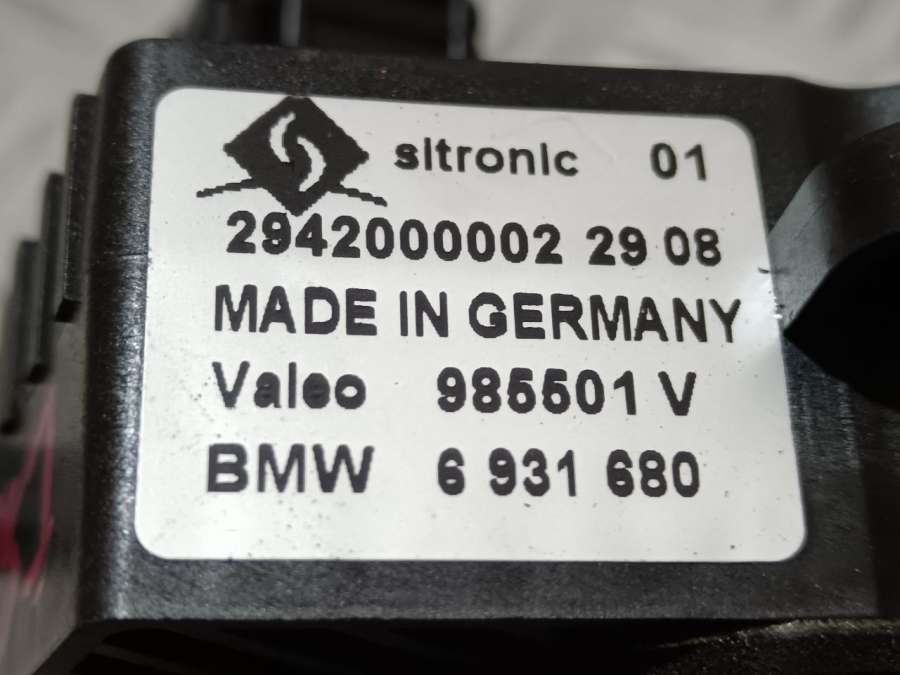 sitronic 01
2942000002 29 08
MADE IN GERMANY
Valeo 985501 V
BMW 6 931 680